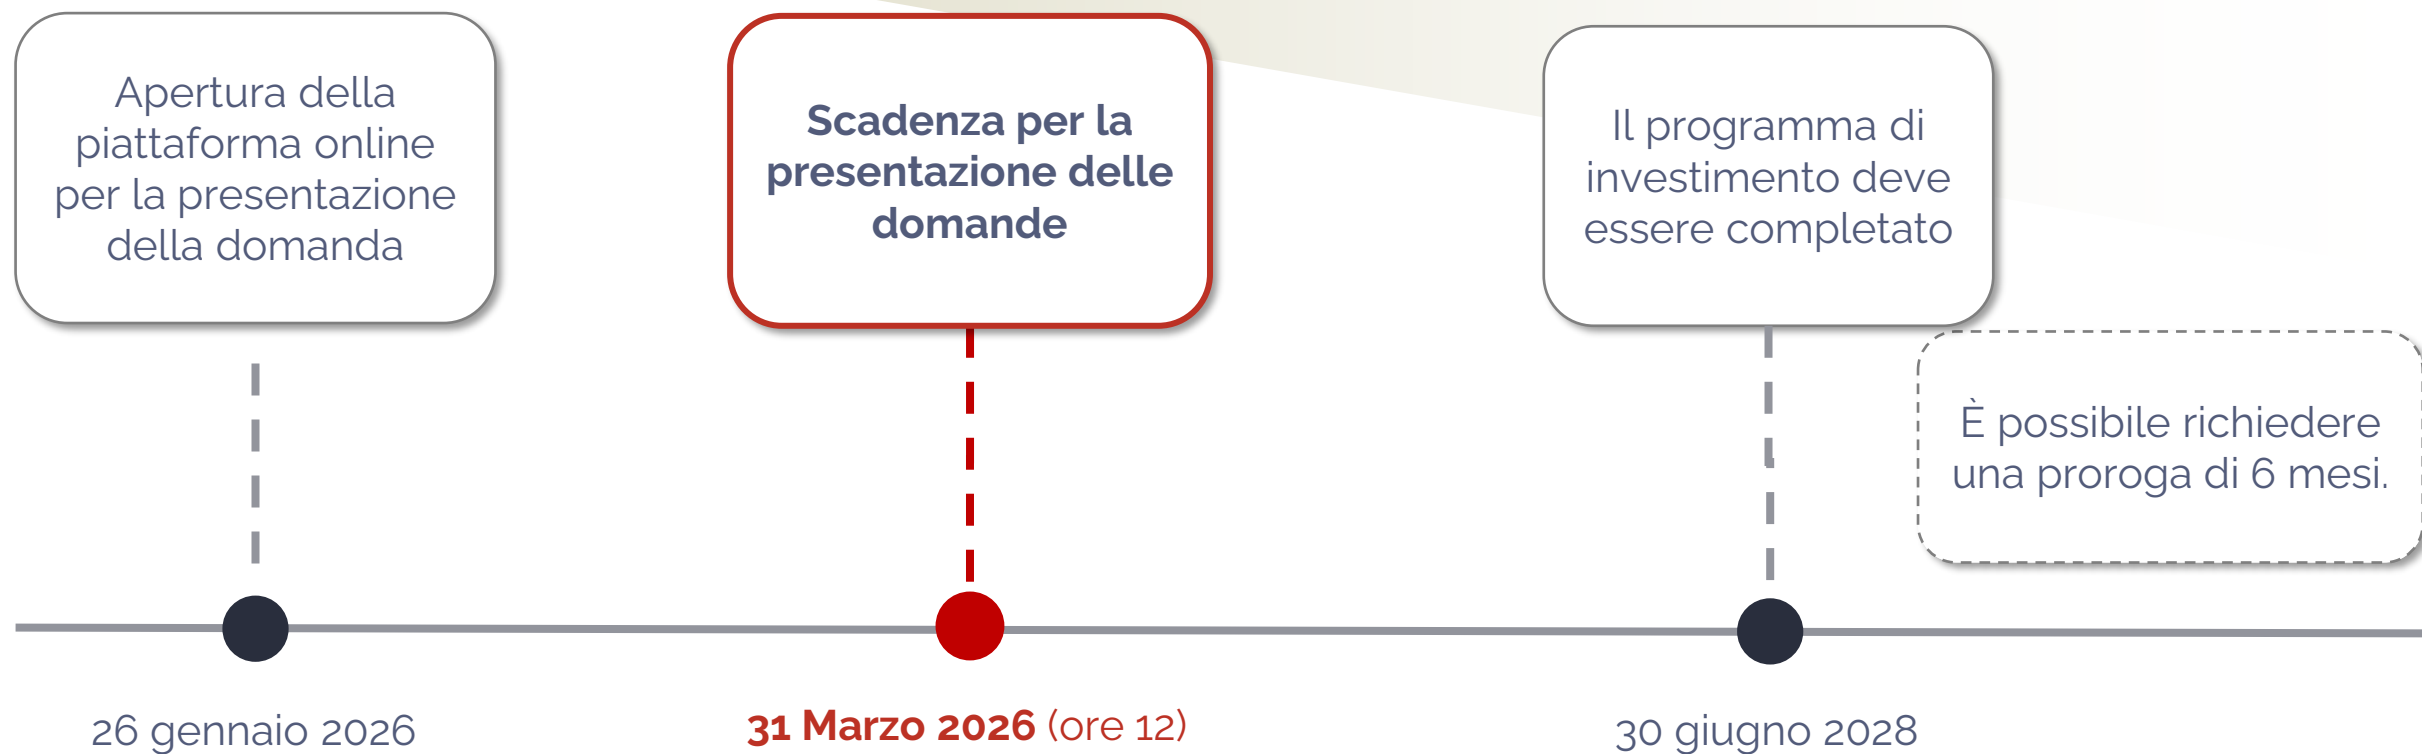 Apertura della
piattaforma online
per la presentazione
della domanda
Scadenza per la
presentazione delle
domande
Il programma di
investimento deve
essere completato
È possibile richiedere
una proroga di 6 mesi.
26 gennaio 2026
31 Marzo 2026 (ore 12)
30 giugno 2028